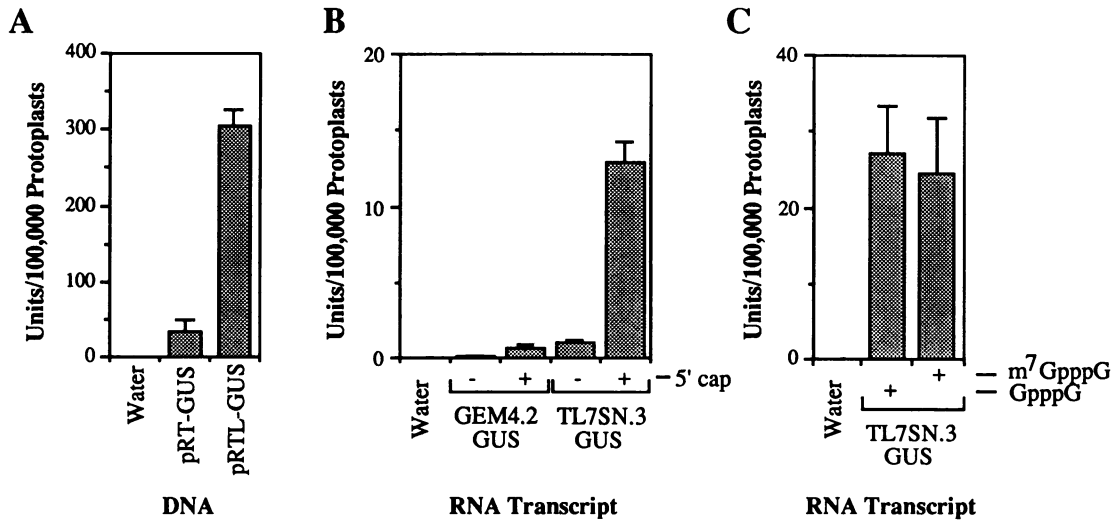 A
Units/100,000 Protoplasts
400
300
200
100
0
Water
pRT-GUS
pRTL-GUS
DNA
B
Units/100,000 Protoplasts
20
10
0
Water
- + - + – 5' cap
GEM4.2 TL7SN.3
GUS GUS
RNA Transcript
C
Units/100,000 Protoplasts
40
20
0
Water
+ – m⁷GpppG
+ – GpppG
TL7SN.3
GUS
RNA Transcript